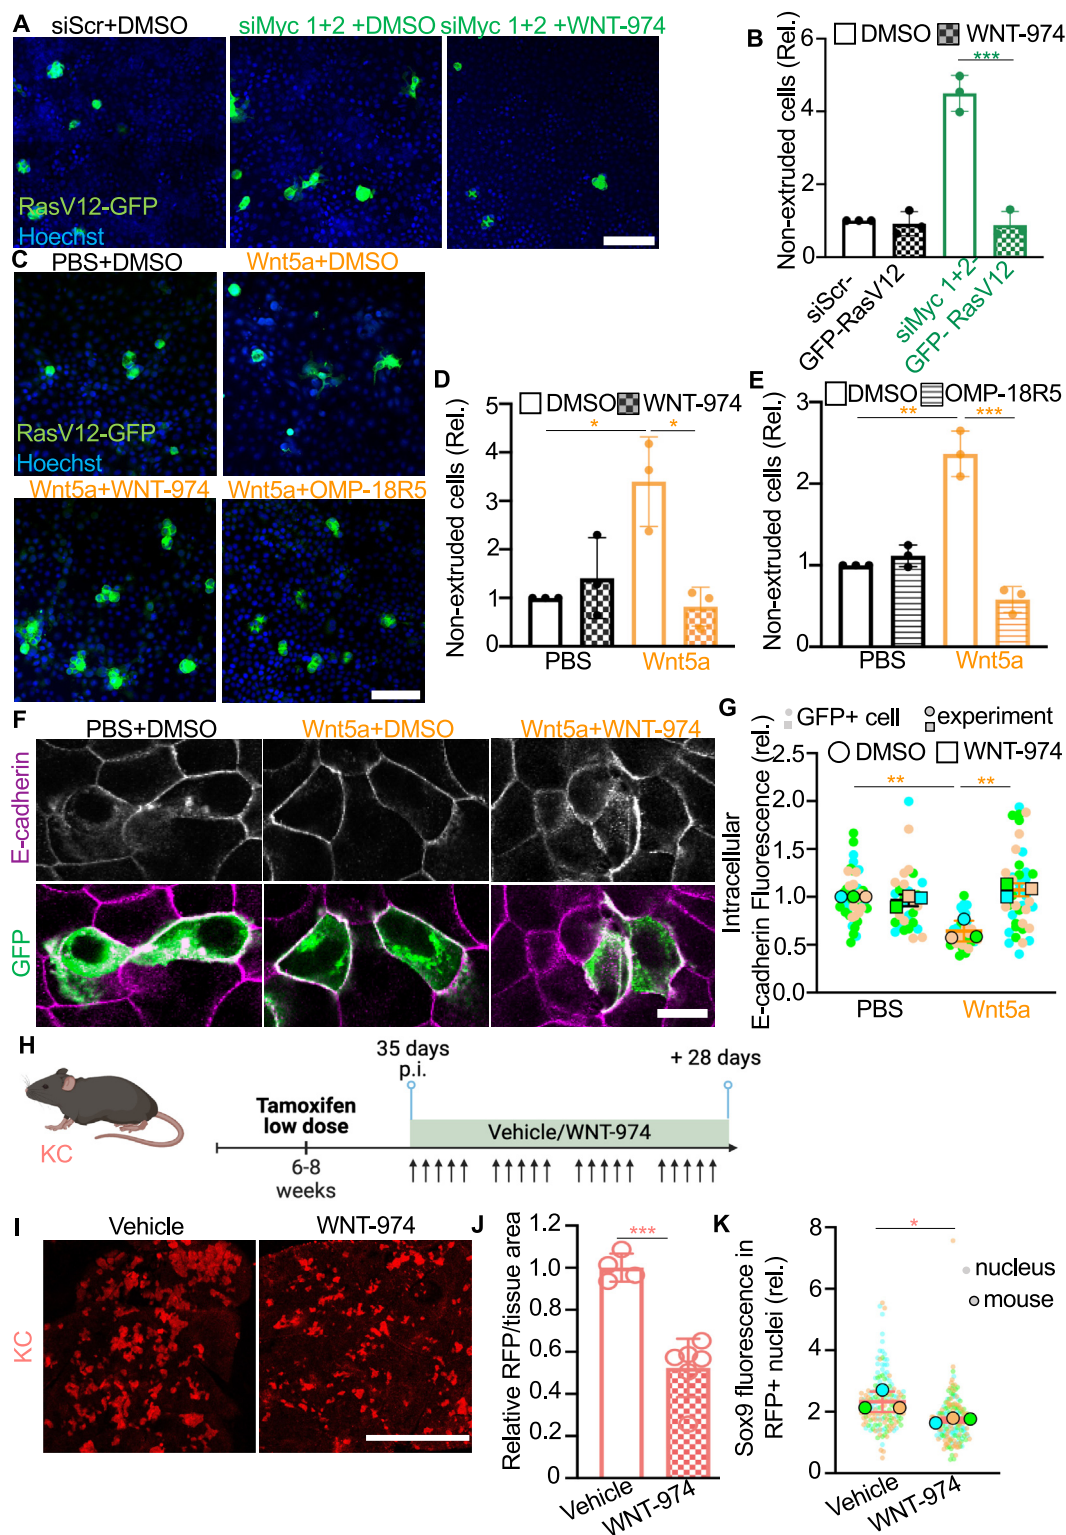 A
siScr+DMSO
siMyc 1+2 +DMSO
siMyc 1+2 +WNT-974
RasV12-GFP
Hoechst
B
DMSO
WNT-974
***
Non-extruded cells (Rel.)
6
4
2
0
siScr-
GFP-RasV12
siMyc 1+2-
GFP- RasV12
C
PBS+DMSO
Wnt5a+DMSO
RasV12-GFP
Hoechst
Wnt5a+WNT-974
Wnt5a+OMP-18R5
D
DMSO
WNT-974
*
*
Non-extruded cells (Rel.)
5
4
3
2
1
0
PBS
Wnt5a
E
DMSO
OMP-18R5
**
***
Non-extruded cells (Rel.)
3
2
1
0
PBS
Wnt5a
F
PBS+DMSO
Wnt5a+DMSO
Wnt5a+WNT-974
E-cadherin
GFP
G
GFP+ cell
experiment
DMSO
WNT-974
**
**
Intracellular
E-cadherin Fluorescence (rel.)
2.5
2.0
1.5
1.0
0.5
0.0
PBS
Wnt5a
H
KC
35 days
p.i.
+ 28 days
Tamoxifen
low dose
Vehicle/WNT-974
6-8
weeks
I
Vehicle
WNT-974
KC
J
***
Relative RFP/tissue area
1.2
1.0
0.8
0.6
0.4
0.2
0
Vehicle
WNT-974
K
*
nucleus
mouse
Sox9 fluorescence in
RFP+ nuclei (rel.)
8
6
4
2
0
Vehicle
WNT-974